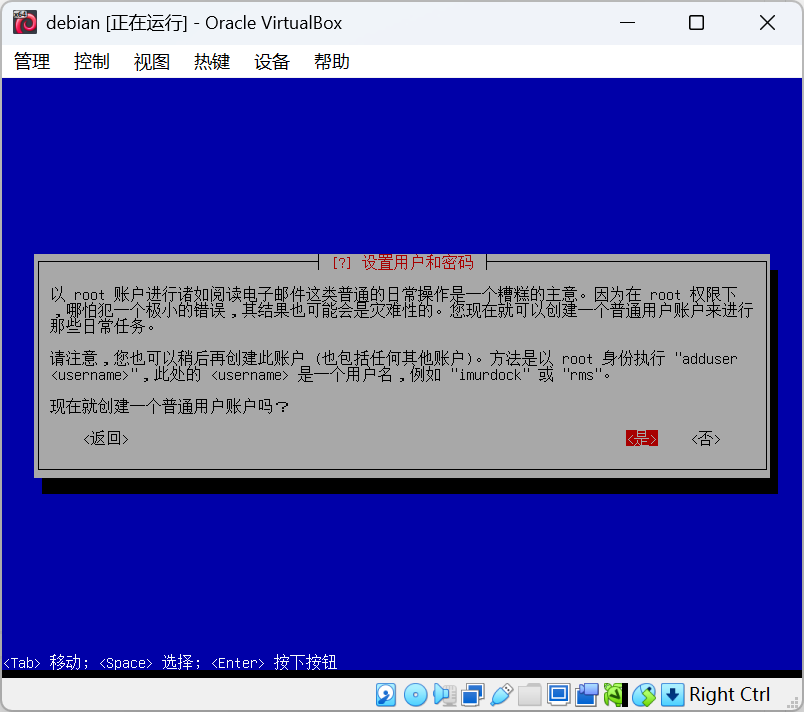 debian [正在运行] - Oracle VirtualBox
管理 控制 视图 热键 设备 帮助
[?] 设置用户和密码
以 root 账户进行诸如阅读电子邮件这类普通的日常操作是一个糟糕的主意。因为在 root 权限下
，哪怕犯一个极小的错误，其结果也可能会是灾难性的。您现在就可以创建一个普通用户账户来进行
那些日常任务。
请注意，您也可以稍后再创建此账户 (也包括任何其他账户)。方法是以 root 身份执行 "adduser
<username>"，此处的 <username> 是一个用户名，例如 "imurdock" 或 "rms"。
现在就创建一个普通用户账户吗？
<返回> <是> <否>
<Tab> 移动; <Space> 选择; <Enter> 按下按钮
Right Ctrl